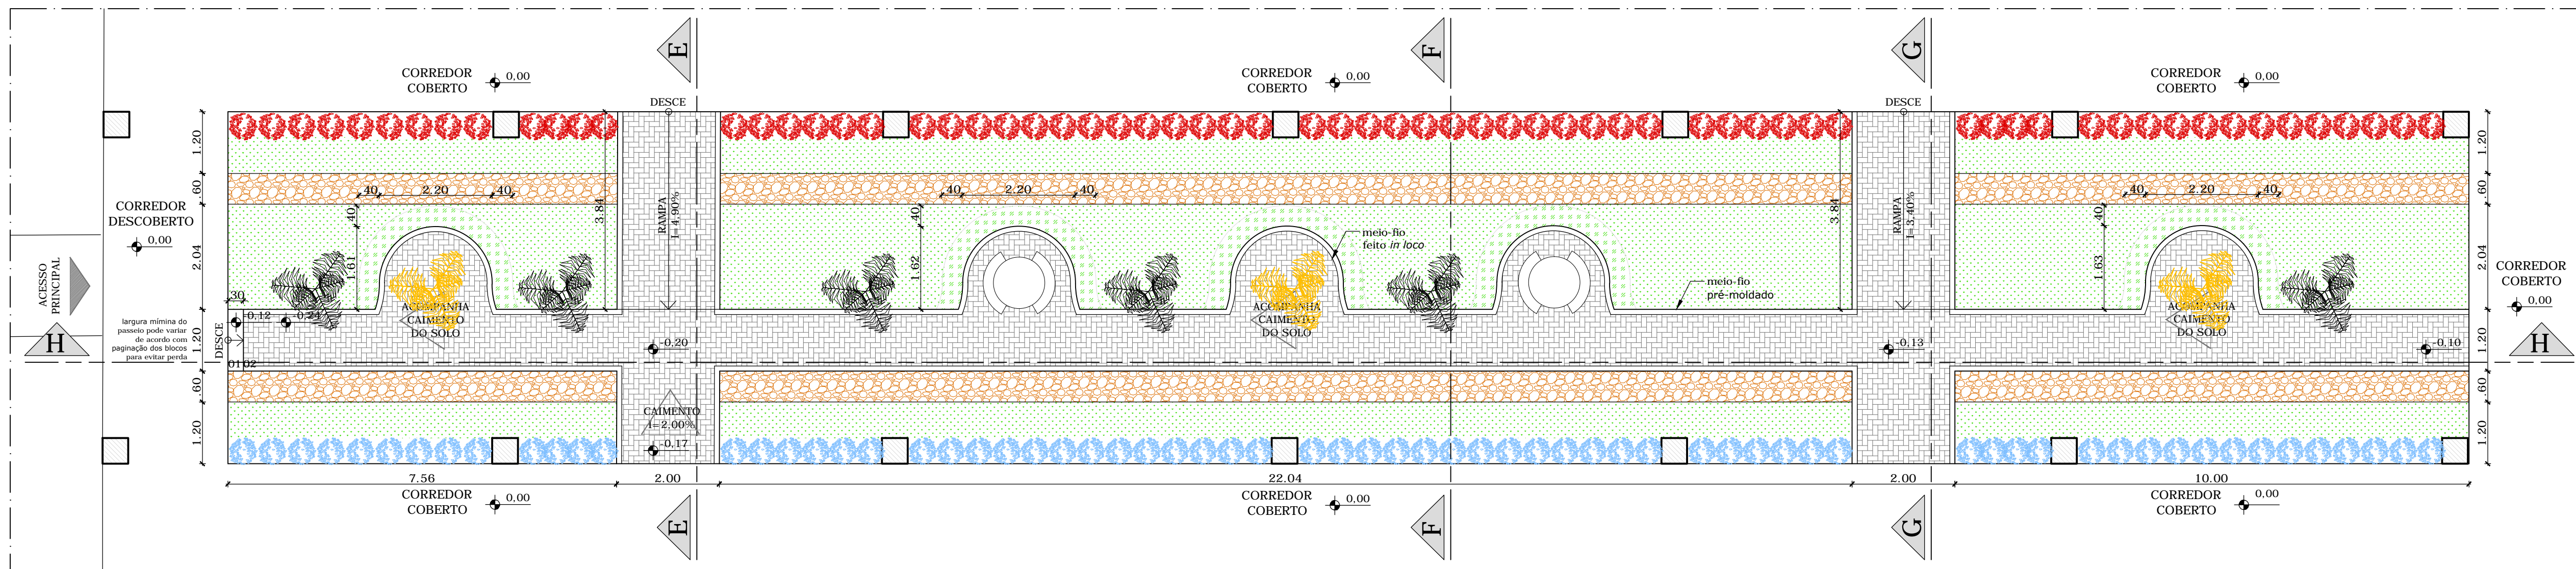 E
F
G
CORREDOR
COBERTO
0,00
CORREDOR
COBERTO
0,00
CORREDOR
COBERTO
0,00
DESCE
DESCE
1.20
.60
2.04
1.20
.60
1.20
CORREDOR
DESCOBERTO
0,00
ACESSO
PRINCIPAL
H
largura mímina do
passeio pode variar
de acordo com
paginação dos blocos
para evitar perda
DESCE
.30
-0,12
-0,24
01
02
.40
2.20
.40
.40
1.61
ACOMPANHA
CAIMENTO
DO SOLO
3.84
RAMPA
I=4,90%
-0,20
CAIMENTO
I=2,00%
-0,17
.40
2.20
.40
.40
1.62
meio-fio
feito in loco
ACOMPANHA
CAIMENTO
DO SOLO
meio-fio
pré-moldado
3.84
RAMPA
I=3,40%
-0,13
.40
2.20
.40
.40
1.63
ACOMPANHA
CAIMENTO
DO SOLO
-0,10
1.20
.60
2.04
1.20
.60
1.20
CORREDOR
COBERTO
0,00
H
7.56
2.00
22.04
2.00
10.00
CORREDOR
COBERTO
0,00
CORREDOR
COBERTO
0,00
CORREDOR
COBERTO
0,00
E
F
G